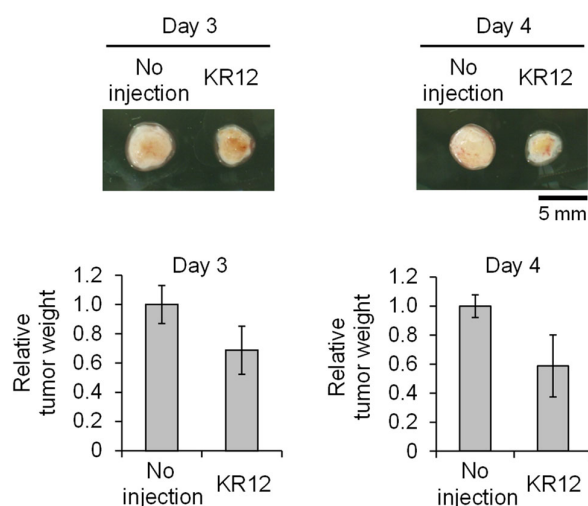 Day 3
No
injection
KR12
Day 4
No
injection
KR12
5 mm
Day 3
Relative
tumor weight
1.2
1.0
0.8
0.6
0.4
0.2
0
No
injection
KR12
Day 4
Relative
tumor weight
1.2
1.0
0.8
0.6
0.4
0.2
0
No
injection
KR12